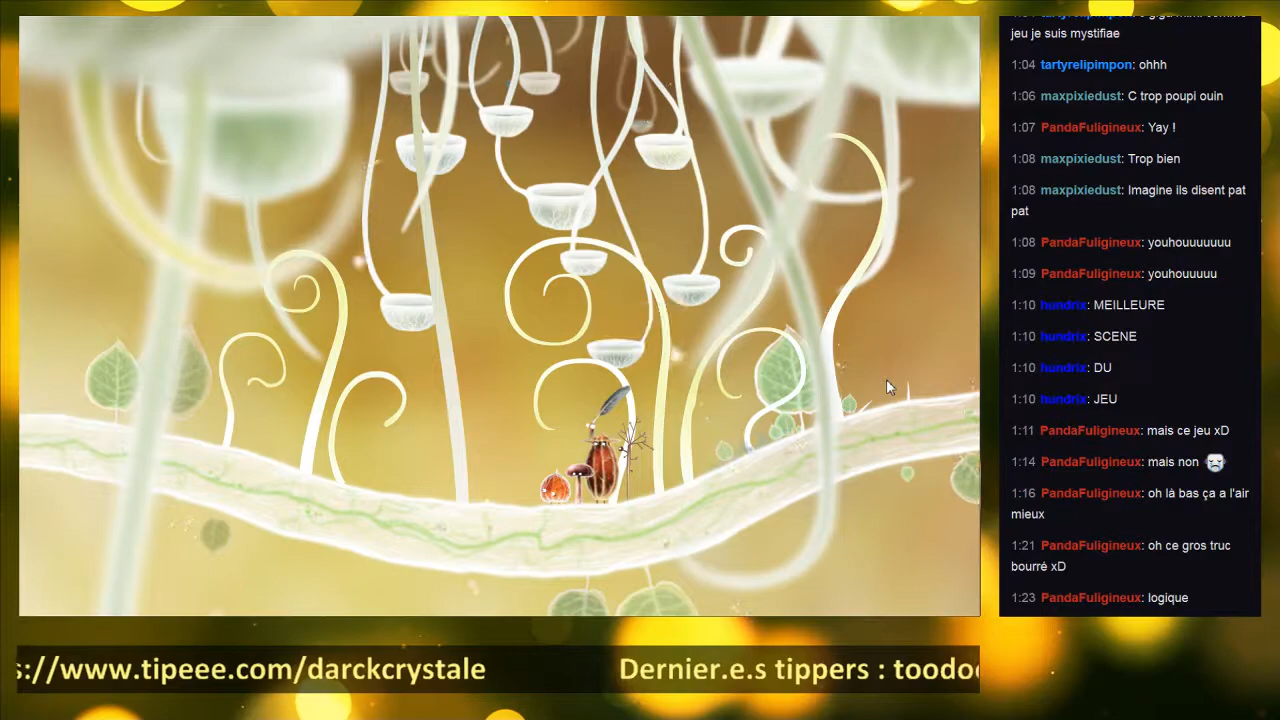 jeu je suis mystifiae
1:04 tartyrelipimpon: ohhh
1:06 maxpixiedust: C trop poupi ouin
1:07 PandaFuligineux: Yay !
1:08 maxpixiedust: Trop bien
1:08 maxpixiedust: Imagine ils disent pat
pat
1:08 PandaFuligineux: youhouuuuuuu
1:09 PandaFuligineux: youhouuuuu
1:10 hundrix: MEILLEURE
1:10 hundrix: SCENE
1:10 hundrix: DU
1:10 hundrix: JEU
1:11 PandaFuligineux: mais ce jeu xD
1:14 PandaFuligineux: mais non
1:16 PandaFuligineux: oh là bas ça a l'air
mieux
1:21 PandaFuligineux: oh ce gros truc
bourré xD
1:23 PandaFuligineux: logique
s://www.tipeee.com/darckcrystale
Dernier.e.s tippers : toodo